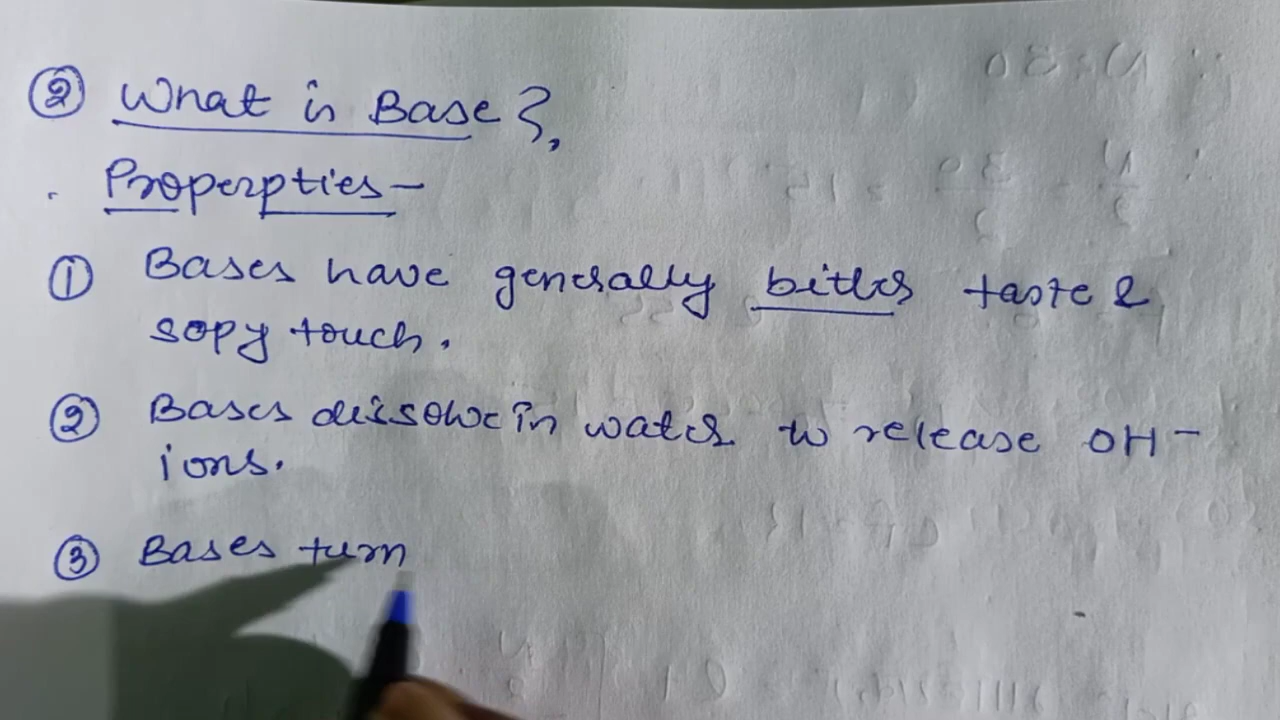 ② What is Base?,
. Properpties-
① Bases have generally bitter taste &
sopy touch.
② Bases dissolve in water to release OH-
ions.
③ Bases turn